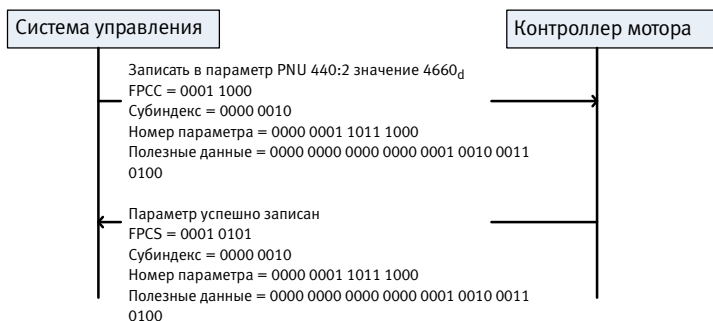 Система управления
Контроллер мотора
Записать в параметр PNU 440:2 значение 4660d
FPCC = 0001 1000
Субиндекс = 0000 0010
Номер параметра = 0000 0001 1011 1000
Полезные данные = 0000 0000 0000 0000 0001 0010 0011
0100
Параметр успешно записан
FPCS = 0001 0101
Субиндекс = 0000 0010
Номер параметра = 0000 0001 1011 1000
Полезные данные = 0000 0000 0000 0000 0001 0010 0011
0100